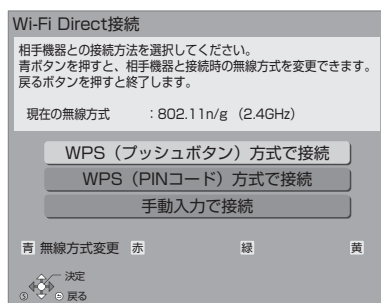 Wi-Fi Direct接続
相手機器との接続方法を選択してください。
青ボタンを押すと、相手機器と接続時の無線方式を変更できます。
戻るボタンを押すと終了します。
現在の無線方式　：802.11n/g （2.4GHz）
WPS（プッシュボタン）方式で接続
WPS（PINコード）方式で接続
手動入力で接続
青 無線方式変更 赤 緑 黄
決定
戻る